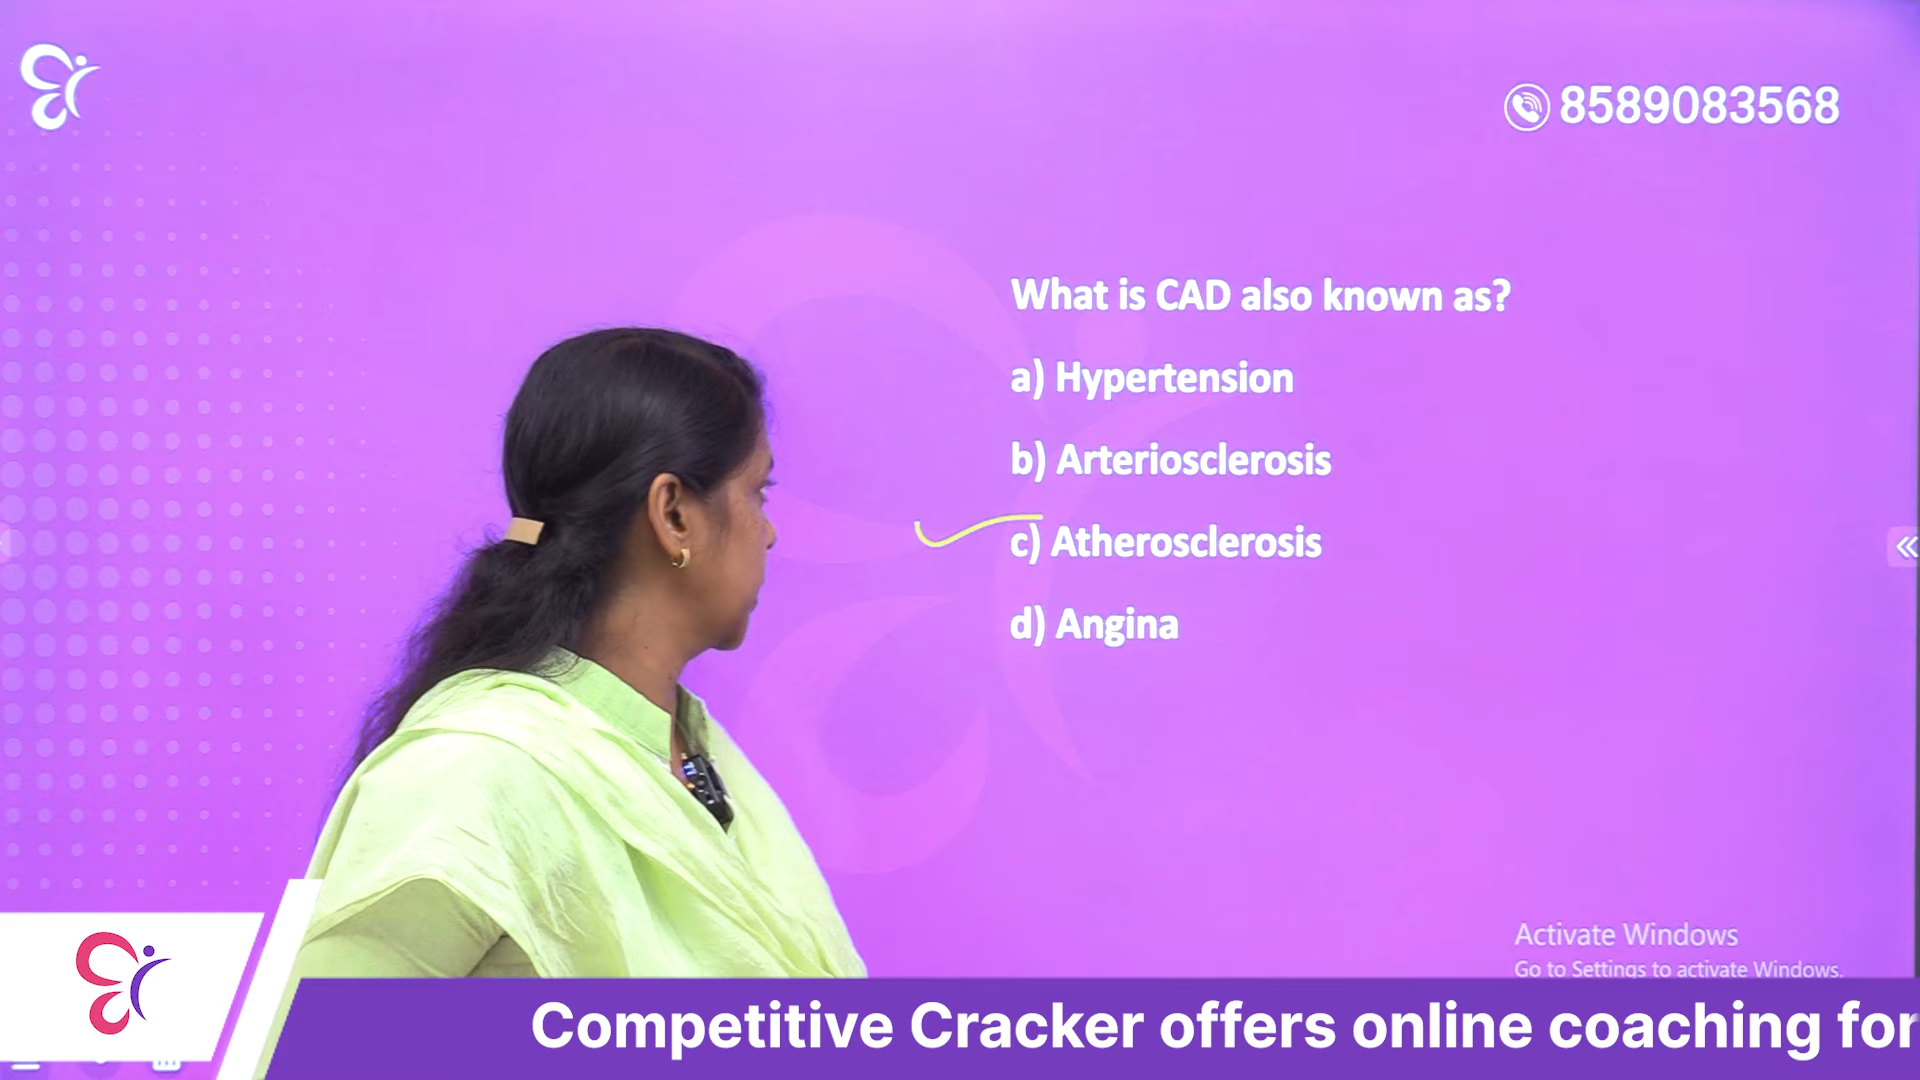 8589083568
What is CAD also known as?
a) Hypertension
b) Arteriosclerosis
c) Atherosclerosis
d) Angina
Activate Windows
Go to Settings to activate Windows.
Competitive Cracker offers online coaching for